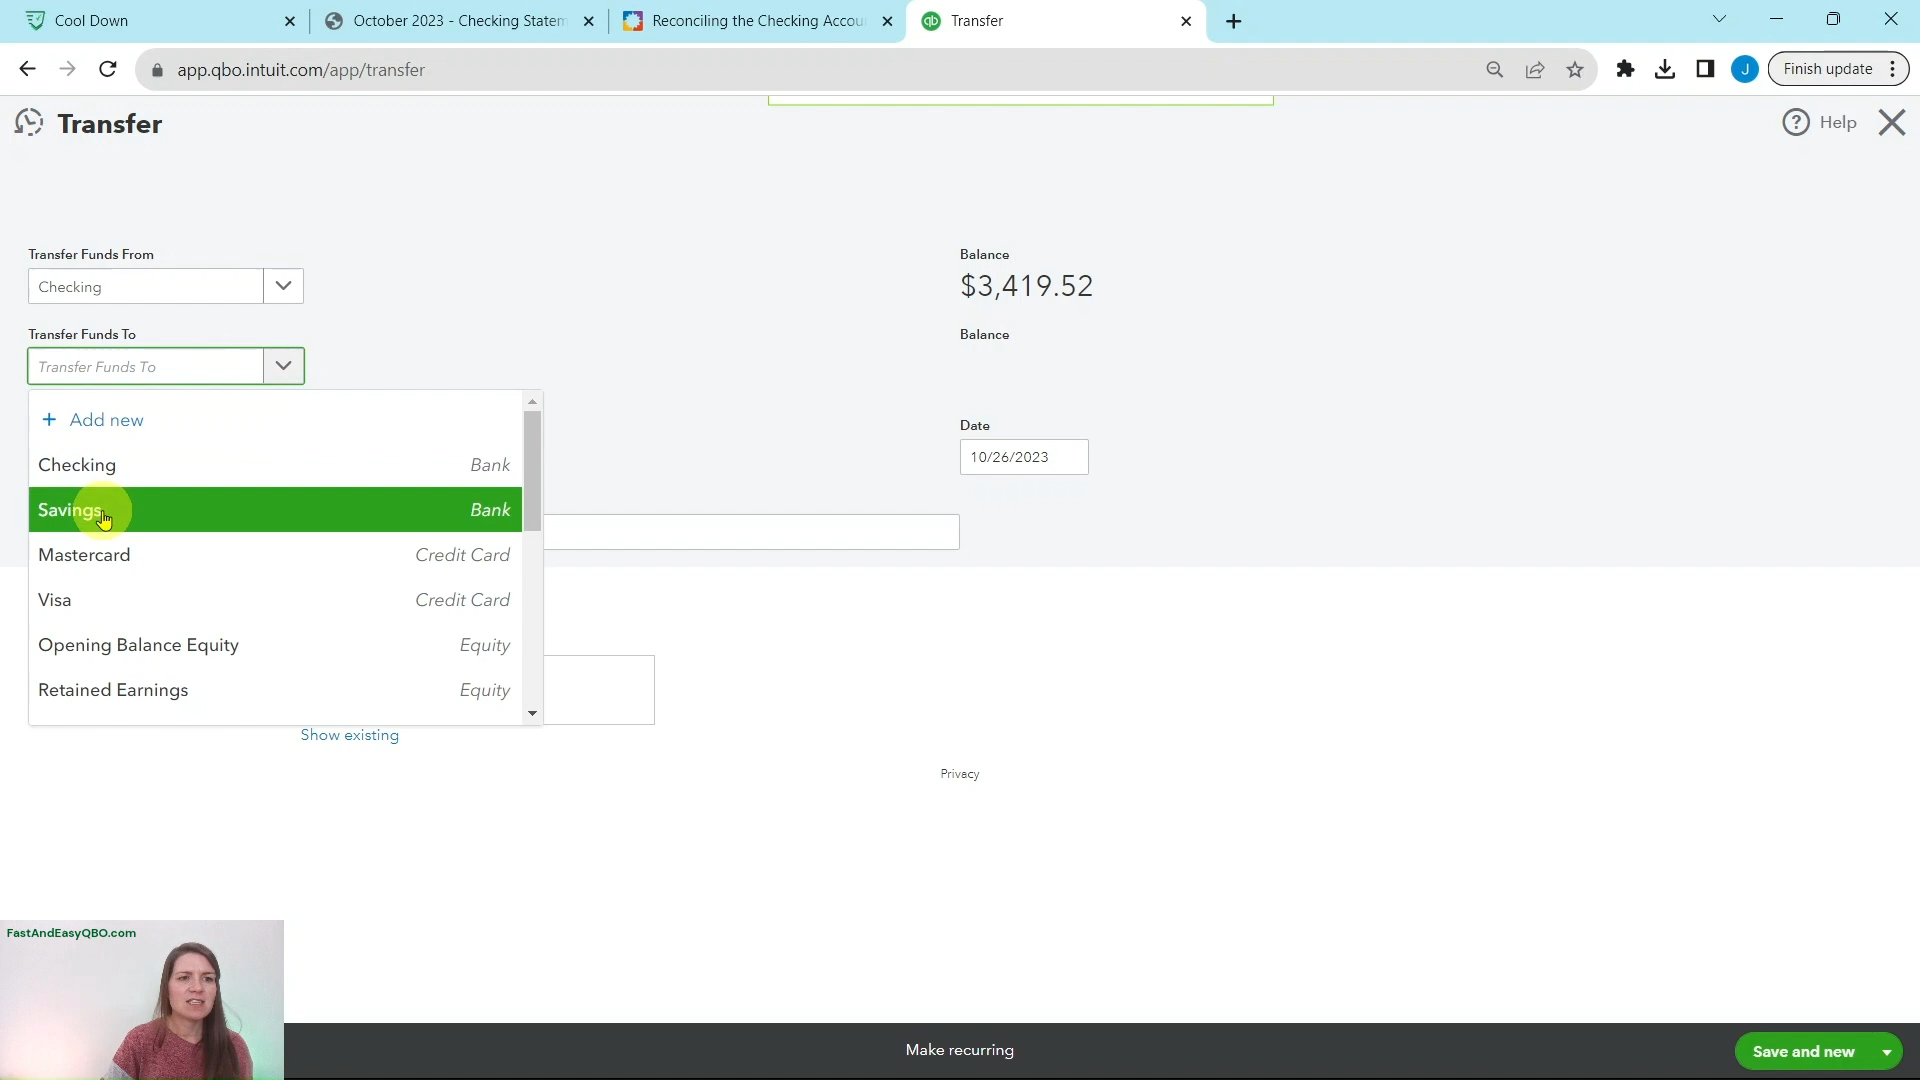 Cool Down
October 2023 - Checking Statem
Reconciling the Checking Accou
Transfer
app.qbo.intuit.com/app/transfer
J
Finish update
Transfer
Help
Transfer Funds From
Checking
Balance
$3,419.52
Transfer Funds To
Transfer Funds To
Balance
+ Add new
Checking Bank
Savings Bank
Mastercard Credit Card
Visa Credit Card
Opening Balance Equity Equity
Retained Earnings Equity
Date
10/26/2023
Show existing
Privacy
FastAndEasyQBO.com
Make recurring
Save and new